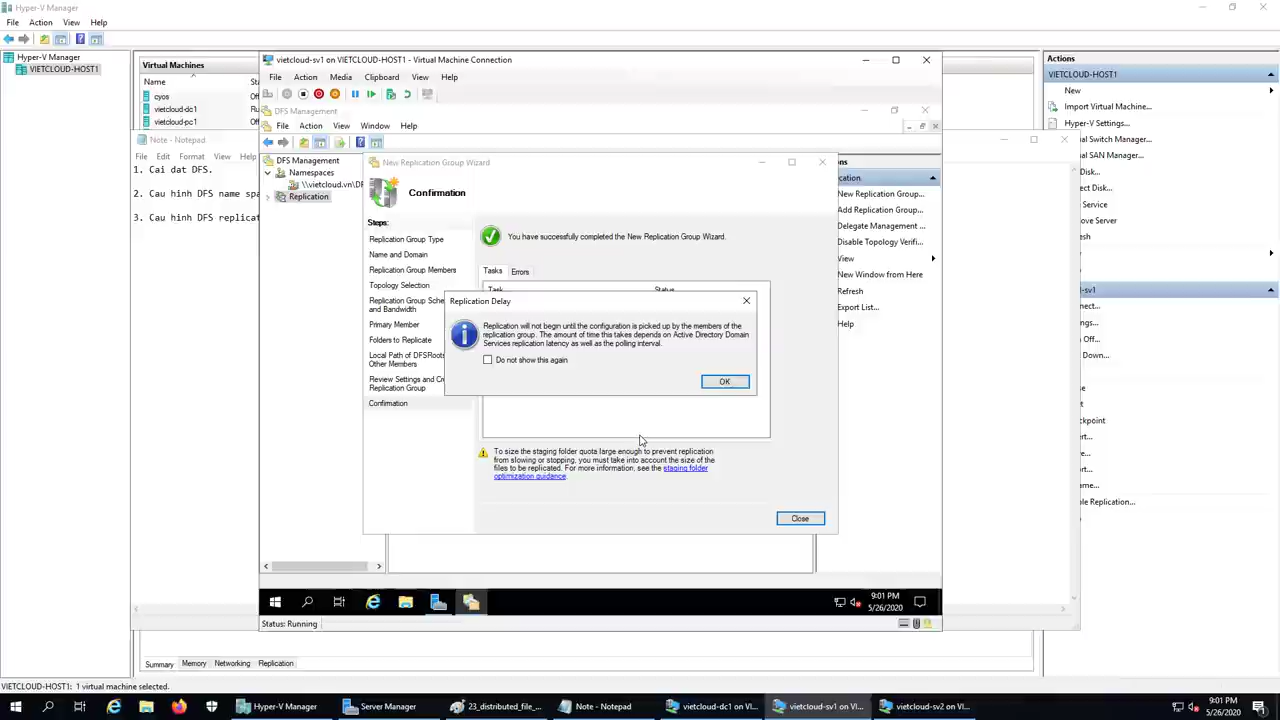 Hyper-V Manager
File Action View Help
Hyper-V Manager
VIETCLOUD-HOST1
Virtual Machines
Name
cyos
vietcloud-dc1
vietcloud-pc1
Note - Notepad
File Edit Format View Help
1. Cai dat DFS.
2. Cau hinh DFS name spa
3. Cau hinh DFS replicat
vietcloud-sv1 on VIETCLOUD-HOST1 - Virtual Machine Connection
File Action Media Clipboard View Help
DFS Management
File Action View Window Help
DFS Management
Namespaces
\\vietcloud.vn\DF
Replication
New Replication Group Wizard
Confirmation
Steps:
Replication Group Type
Name and Domain
Replication Group Members
Topology Selection
Replication Group Sche
and Bandwidth
Primary Member
Folders to Replicate
Local Path of DFSRoots
Other Members
Review Settings and Cr
Replication Group
Confirmation
You have successfully completed the New Replication Group Wizard.
Tasks Errors
Task Status
Replication Delay
Replication will not begin until the configuration is picked up by the members of the
replication group. The amount of time this takes depends on Active Directory Domain
Services replication latency as well as the polling interval.
Do not show this again
OK
To size the staging folder quota large enough to prevent replication
from slowing or stopping, you must take into account the size of the
files to be replicated. For more information, see the staging folder
optimization guidance.
Close
ons
cation
New Replication Group...
Add Replication Group...
Delegate Management ...
Disable Topology Verifi...
View
New Window from Here
Refresh
Export List...
Help
9:01 PM
5/26/2020
Status: Running
Actions
VIETCLOUD-HOST1
New
Import Virtual Machine...
Hyper-V Settings...
Virtual Switch Manager...
Virtual SAN Manager...
Disk...
ect Disk...
Service
ove Server
esh
-sv1
nect...
ngs...
Off...
Down...
e
t
kpoint
rt...
e...
rt...
ame...
ble Replication...
Summary Memory Networking Replication
VIETCLOUD-HOST1: 1 virtual machine selected.
Hyper-V Manager
Server Manager
23_distributed_file_...
Note - Notepad
vietcloud-dc1 on VI...
vietcloud-sv1 on VI...
vietcloud-sv2 on VI...
9:01 PM
5/26/2020